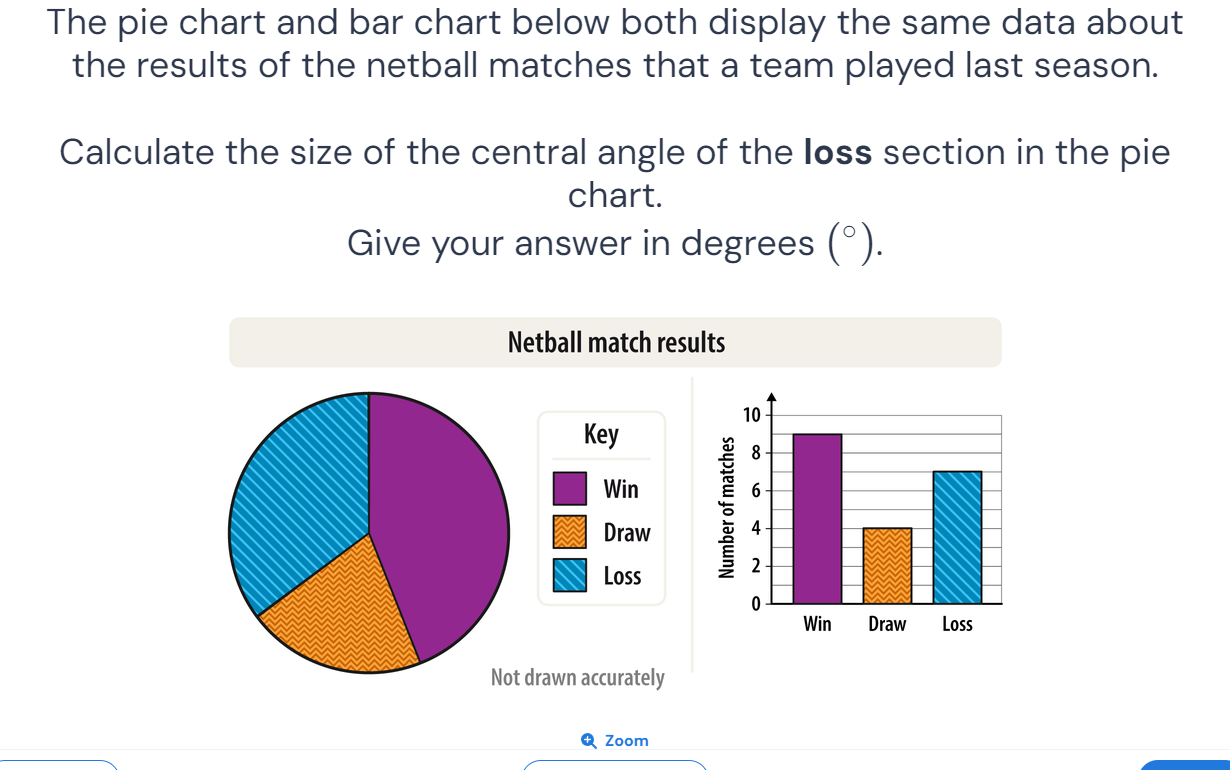 The pie chart and bar chart below both display the same data about
the results of the netball matches that a team played last season.
Calculate the size of the central angle of the loss section in the pie
chart.
Give your answer in degrees (°).
Netball match results
Key
Win
Draw
Loss
Not drawn accurately
Number of matches
10
8
6
4
2
0
Win Draw Loss
Zoom